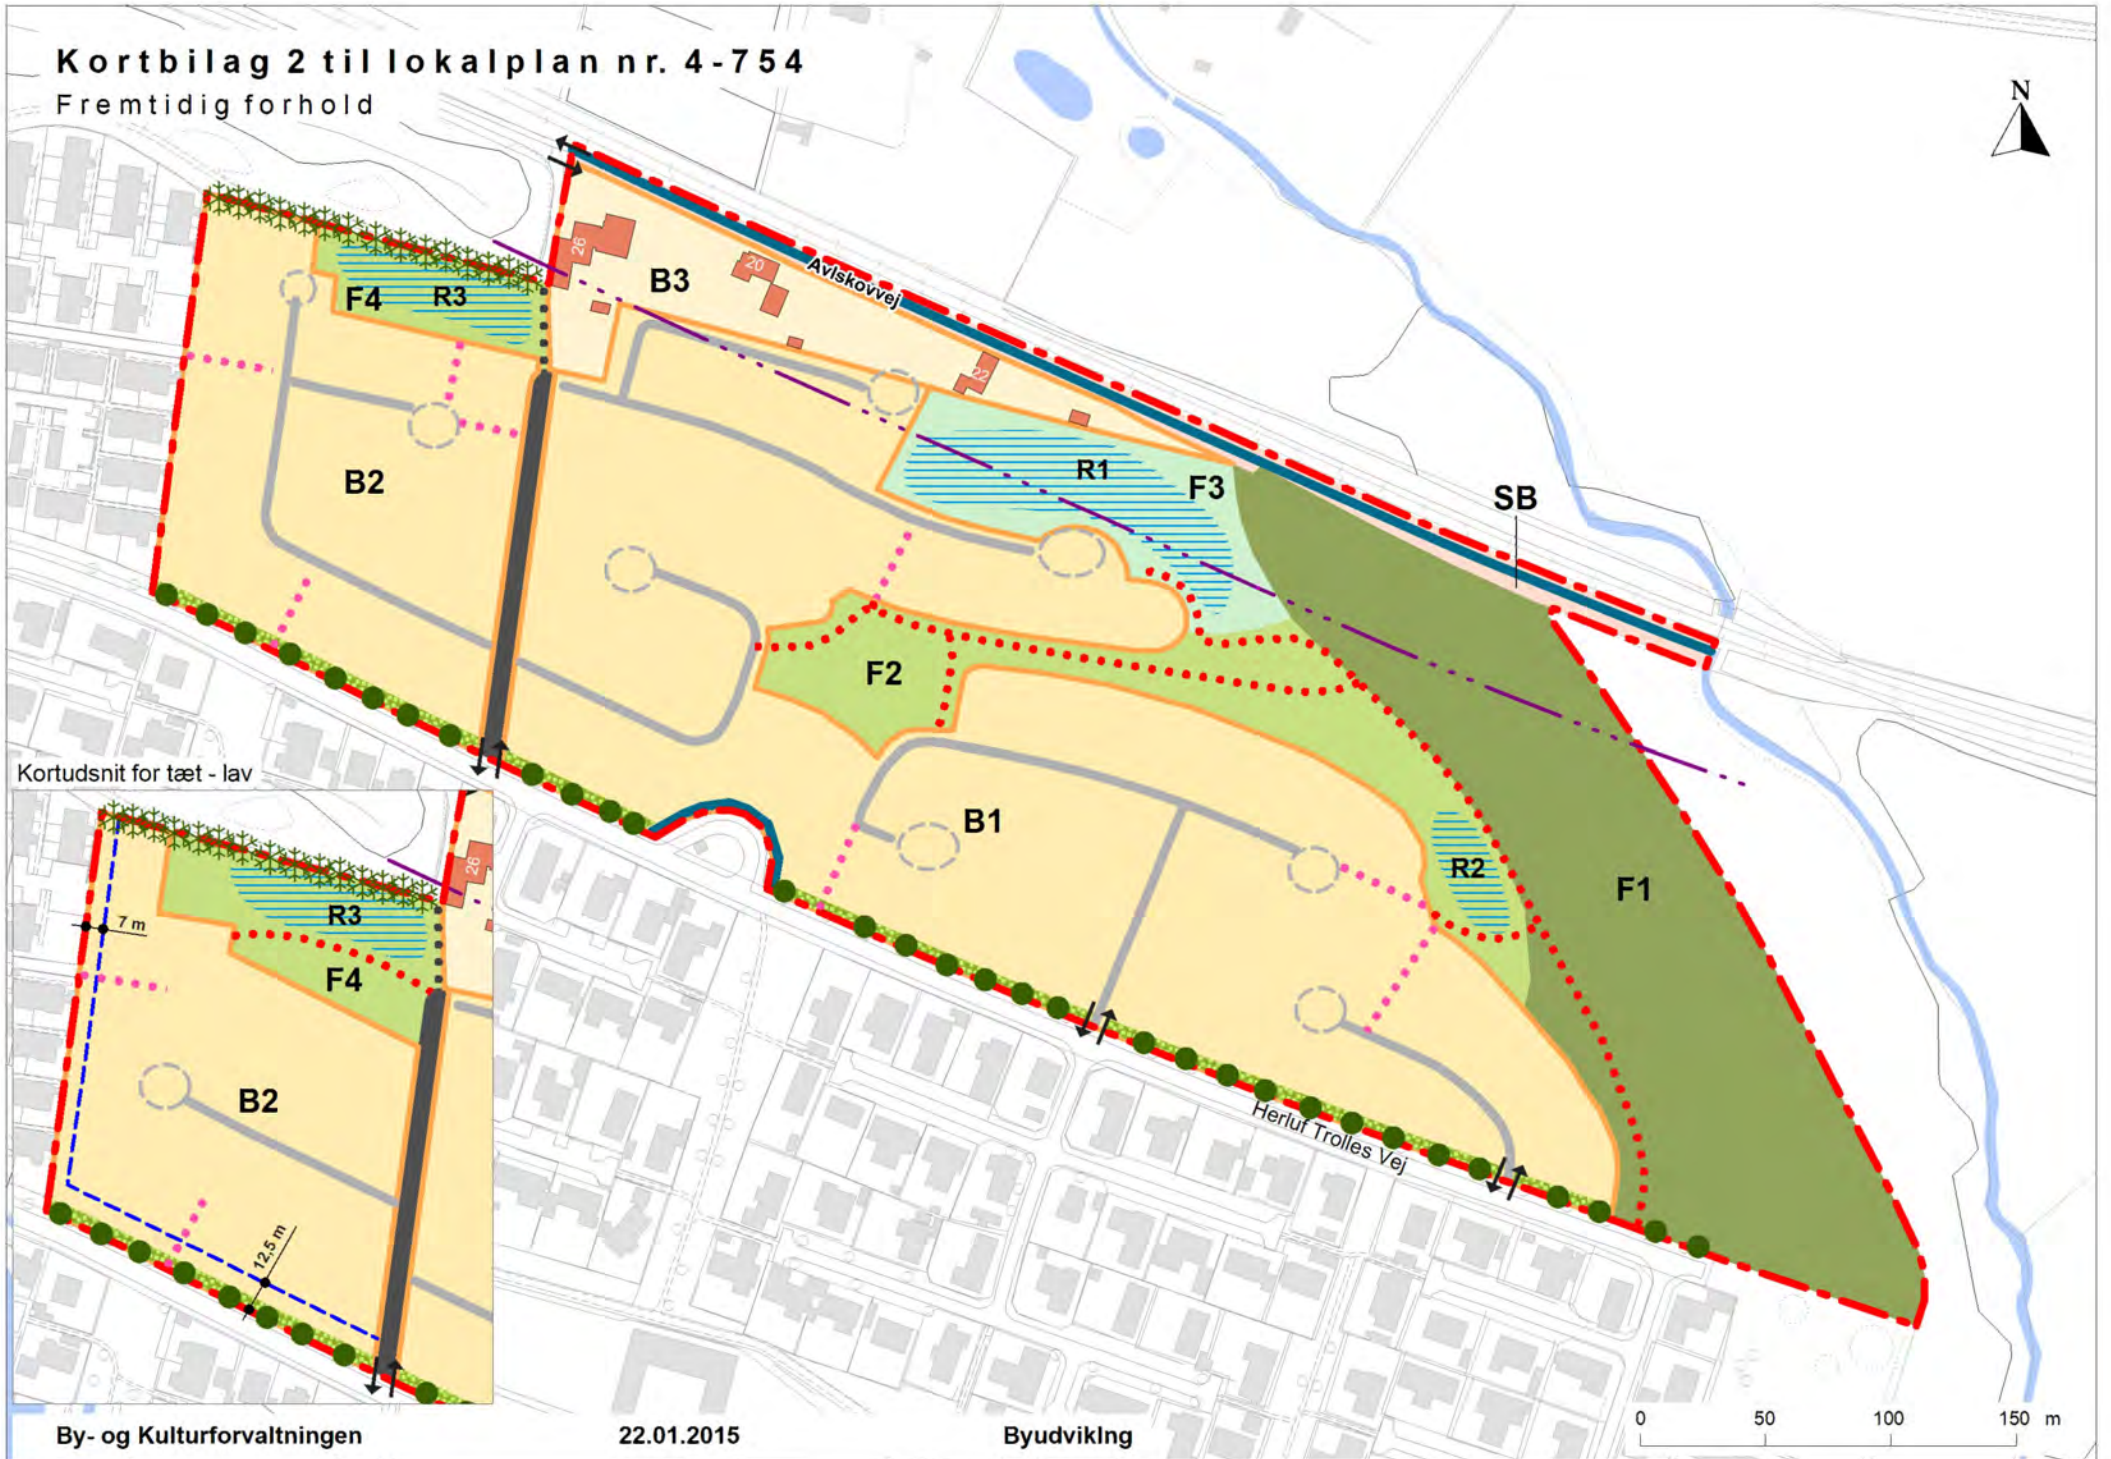 Kortbilag 2 til lokalplan nr. 4-754
Fremtidig forhold
N
26
B3
20
Avlskovvej
F4
R3
22
B2
R1
F3
SB
F2
Kortudsnit for tæt - lav
B1
R2
F1
26
R3
7 m
F4
B2
12,5 m
Herluf Trolles Vej
0 50 100 150 m
By- og Kulturforvaltningen 22.01.2015 Byudvikling